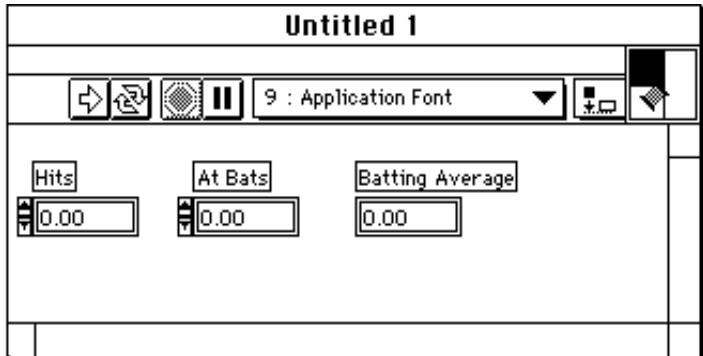 Untitled 1
9 : Application Font
Hits At Bats Batting Average
0.00 0.00 0.00